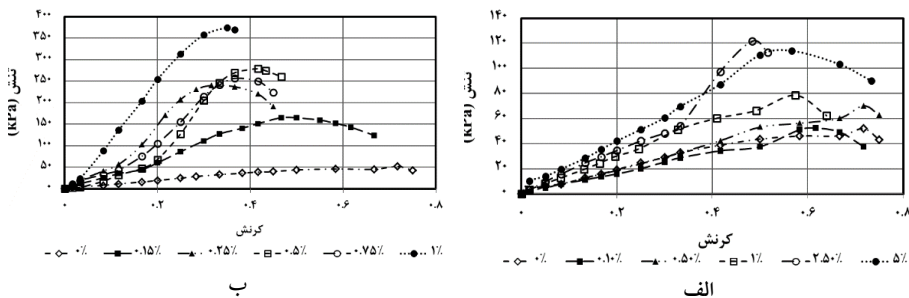 تنش (kPa)
۱۴۰
۱۲۰
۱۰۰
۸۰
۶۰
۴۰
۲۰
۰
۰ ۰.۲ ۰.۴ ۰.۶ ۰.۸
کرنش
۰٪ ۰.۱۰٪ ۰.۵۰٪ ۱٪ ۲.۵۰٪ ۵٪
الف
تنش (kPa)
۴۰۰
۳۵۰
۳۰۰
۲۵۰
۲۰۰
۱۵۰
۱۰۰
۵۰
۰
۰ ۰.۲ ۰.۴ ۰.۶ ۰.۸
کرنش
۰٪ ۰.۱۵٪ ۰.۲۵٪ ۰.۵٪ ۰.۷۵٪ ۱٪
ب